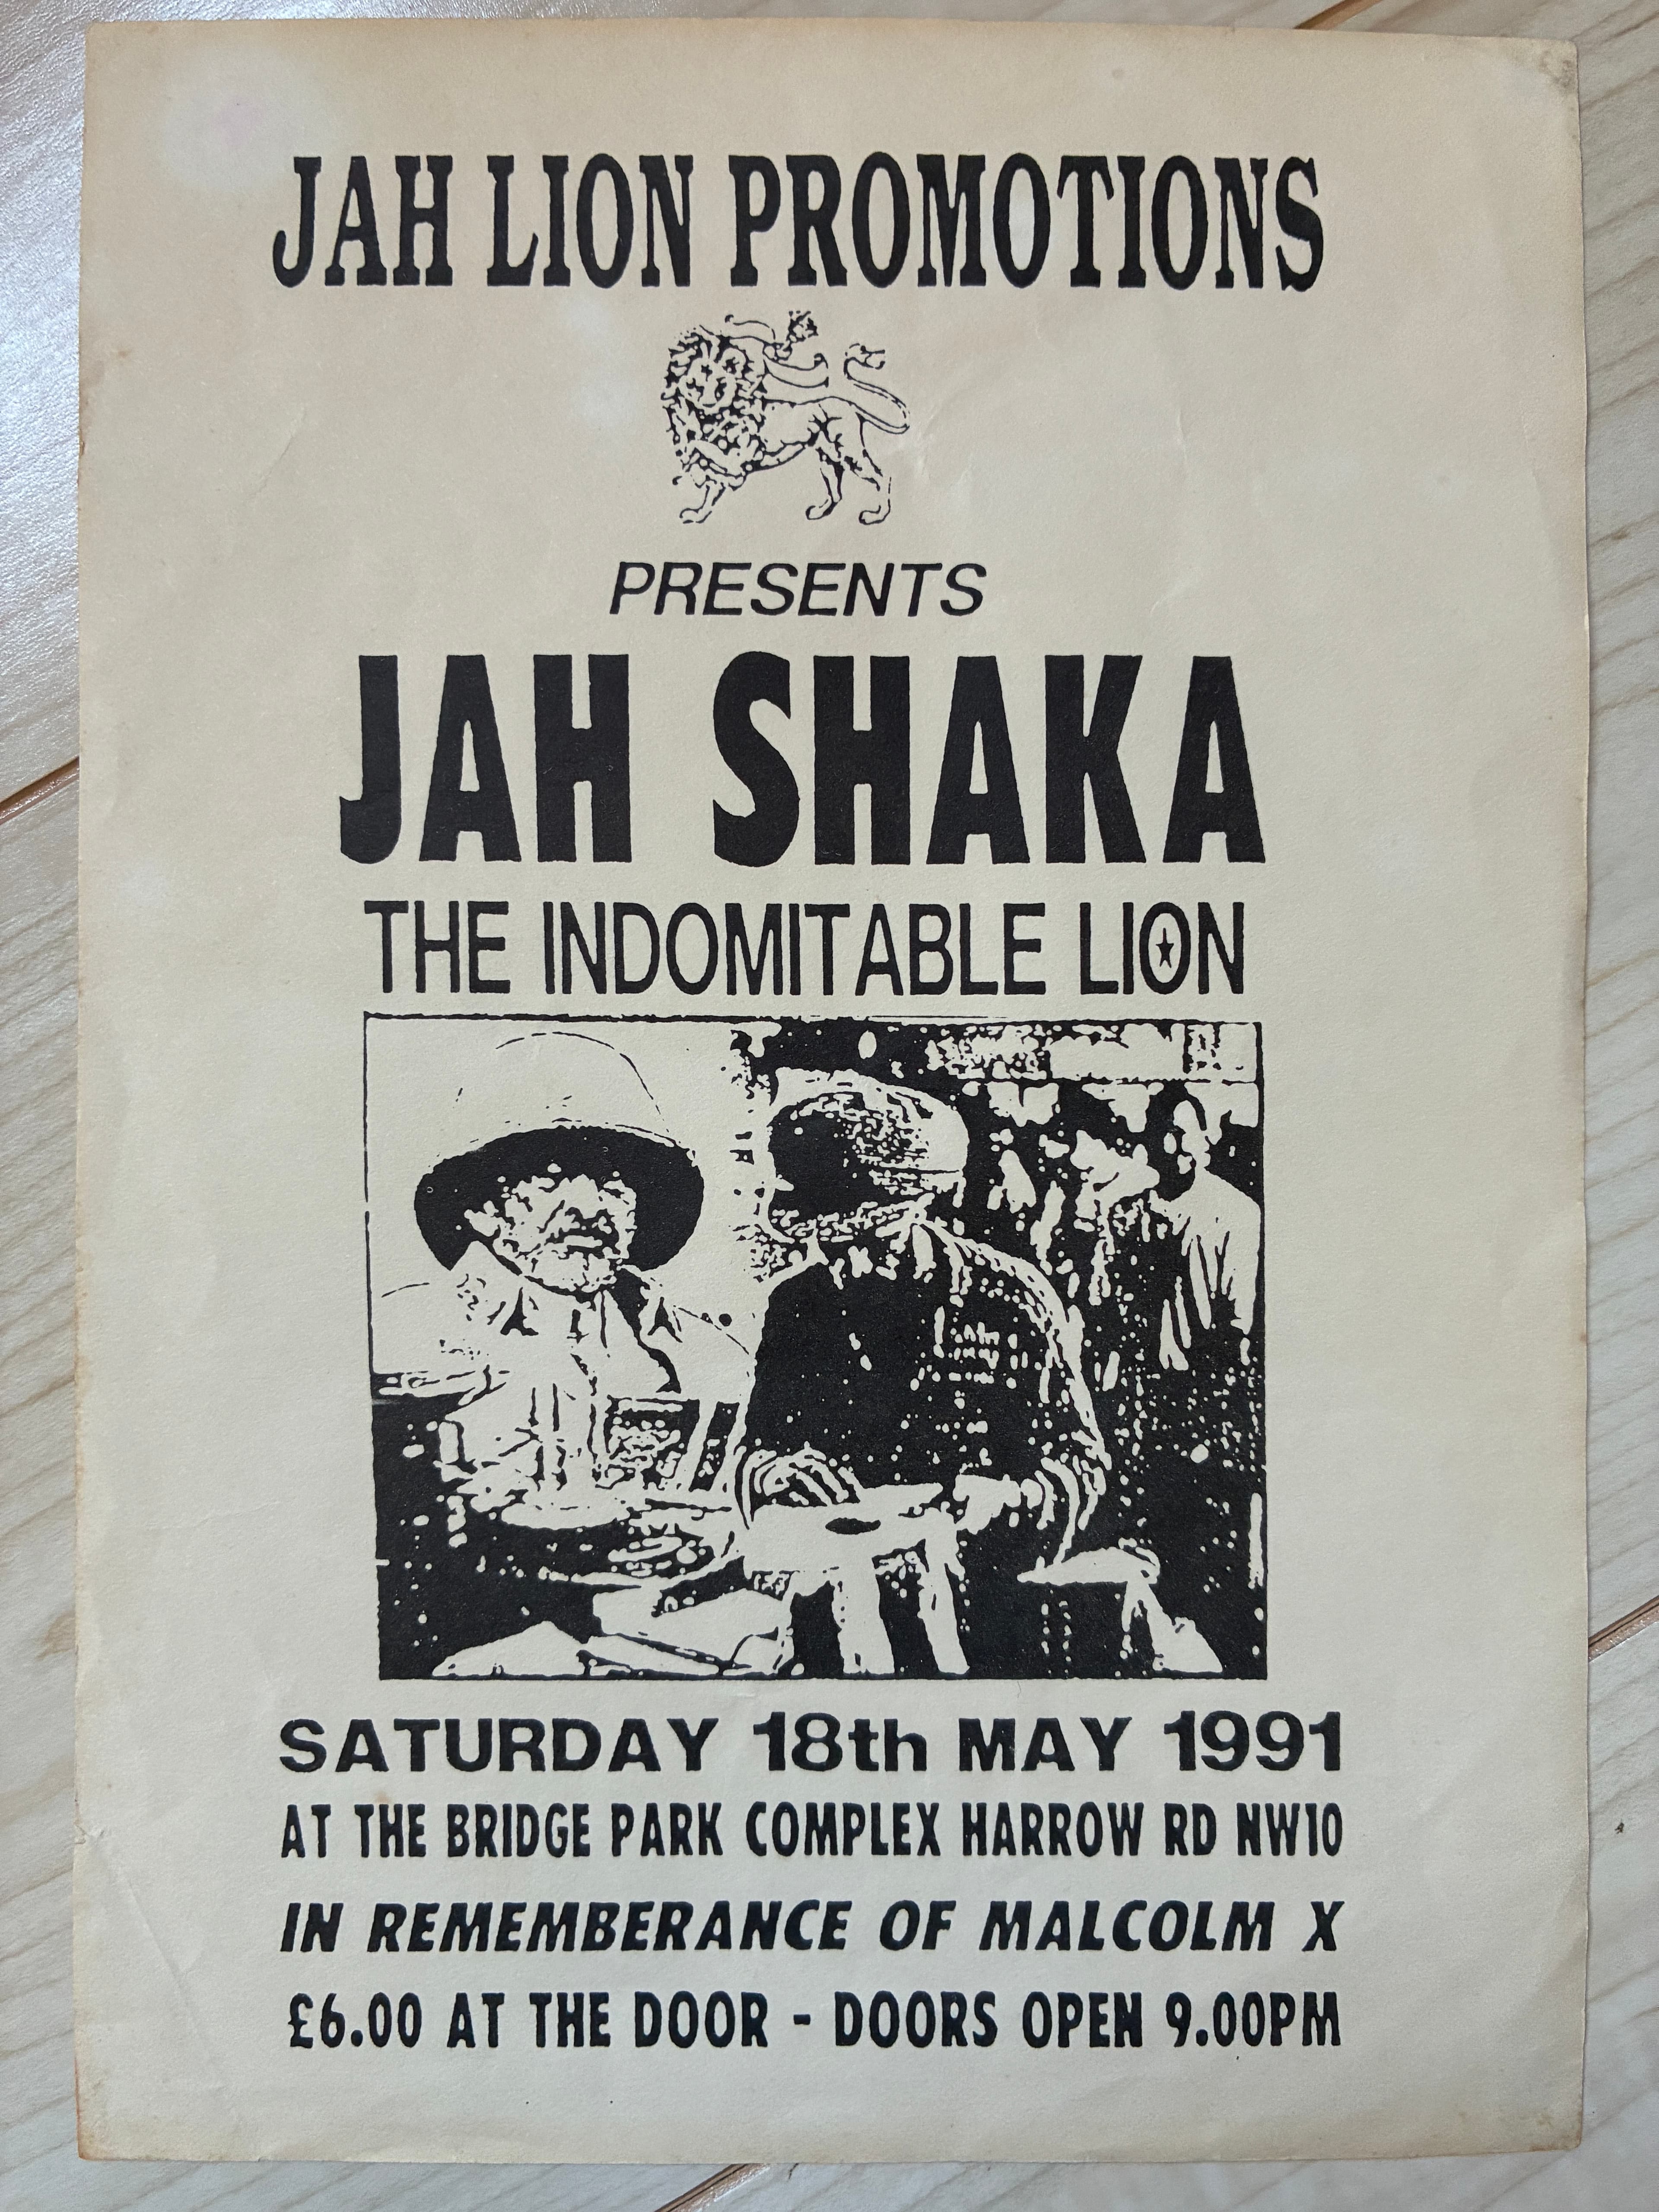 JAH LION PROMOTIONS
PRESENTS
JAH SHAKA
THE INDOMITABLE LION
SATURDAY 18th MAY 1991
AT THE BRIDGE PARK COMPLEX HARROW RD NW10
IN REMEMBERANCE OF MALCOLM X
£6.00 AT THE DOOR - DOORS OPEN 9.00PM